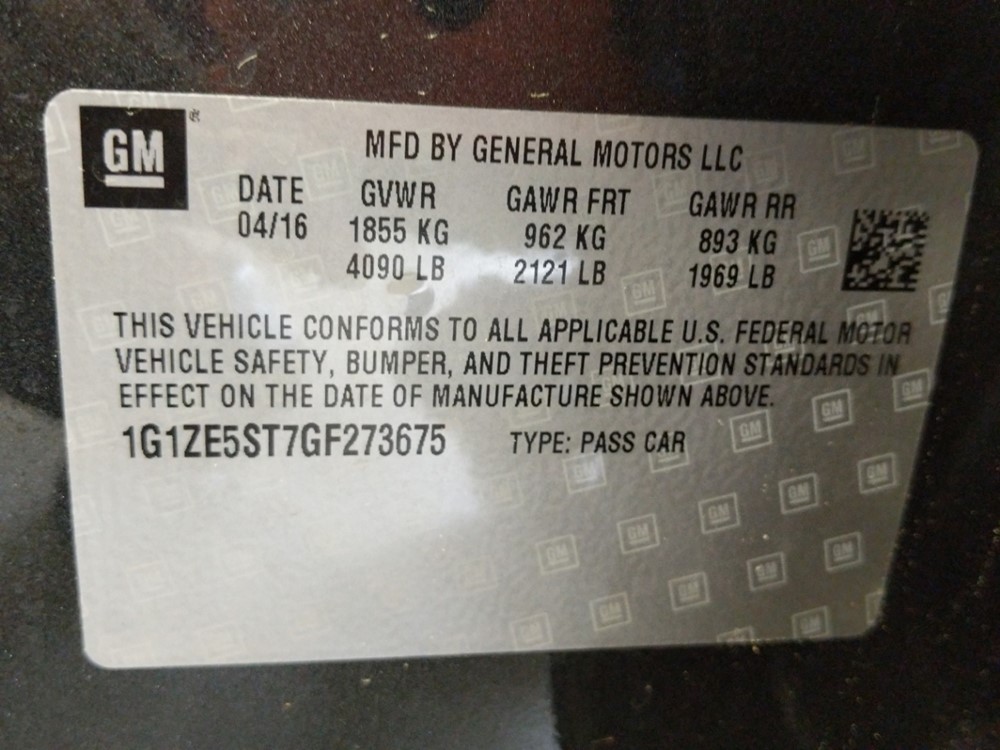 GM
MFD BY GENERAL MOTORS LLC
DATE GVWR GAWR FRT GAWR RR
04/16 1855 KG 962 KG 893 KG
4090 LB 2121 LB 1969 LB
THIS VEHICLE CONFORMS TO ALL APPLICABLE U.S. FEDERAL MOTOR
VEHICLE SAFETY, BUMPER, AND THEFT PREVENTION STANDARDS IN
EFFECT ON THE DATE OF MANUFACTURE SHOWN ABOVE.
1G1ZE5ST7GF273675 TYPE: PASS CAR